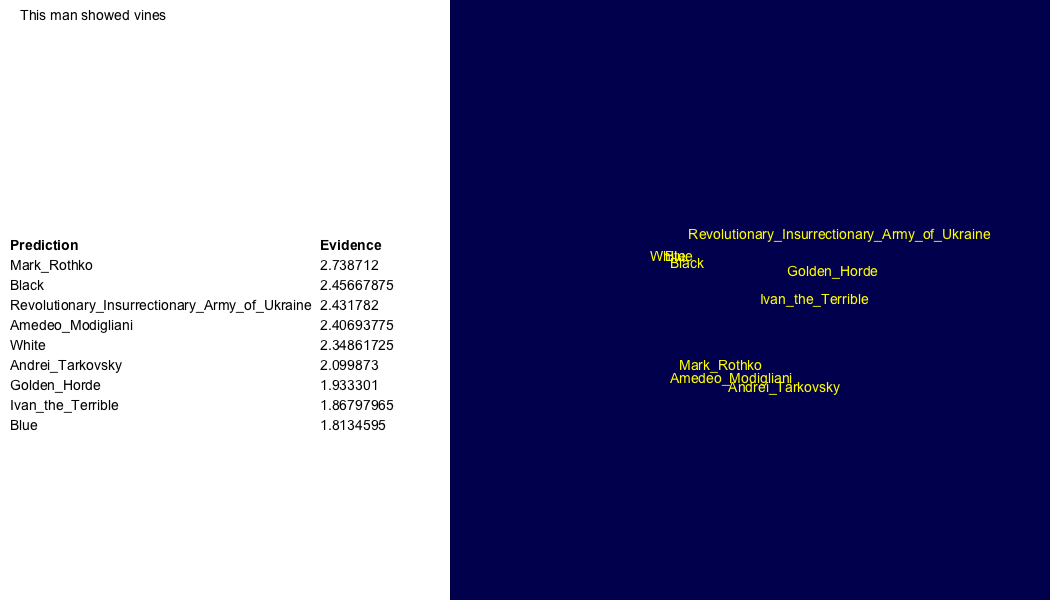 This man showed vines
Prediction Evidence
Mark_Rothko 2.738712
Black 2.45667875
Revolutionary_Insurrectionary_Army_of_Ukraine 2.431782
Amedeo_Modigliani 2.40693775
White 2.34861725
Andrei_Tarkovsky 2.099873
Golden_Horde 1.933301
Ivan_the_Terrible 1.86797965
Blue 1.8134595
Revolutionary_Insurrectionary_Army_of_Ukraine
White Blue
Black
Golden_Horde
Ivan_the_Terrible
Mark_Rothko
Amedeo_Modigliani
Andrei_Tarkovsky